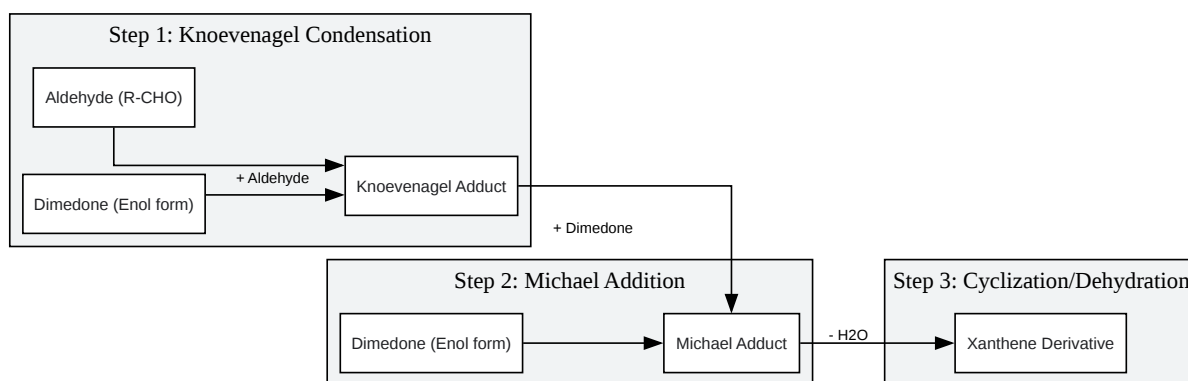 Step 1: Knoevenagel Condensation
Aldehyde (R-CHO)
+ Aldehyde
Knoevenagel Adduct
Dimedone (Enol form)
+ Dimedone
Step 2: Michael Addition
Dimedone (Enol form)
Michael Adduct
- H2O
Step 3: Cyclization/Dehydration
Xanthene Derivative